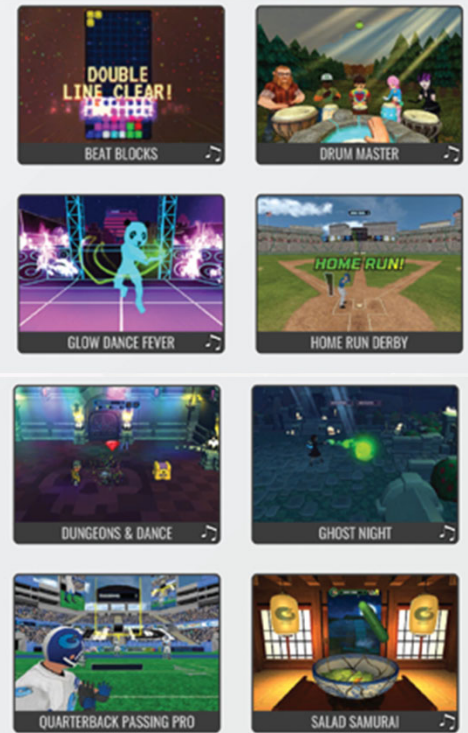 DOUBLE
LINE CLEAR!
BEAT BLOCKS
DRUM MASTER
GLOW DANCE FEVER
HOME RUN!
HOME RUN DERBY
DUNGEONS & DANCE
GHOST NIGHT
QUARTERBACK PASSING PRO
SALAD SAMURAI